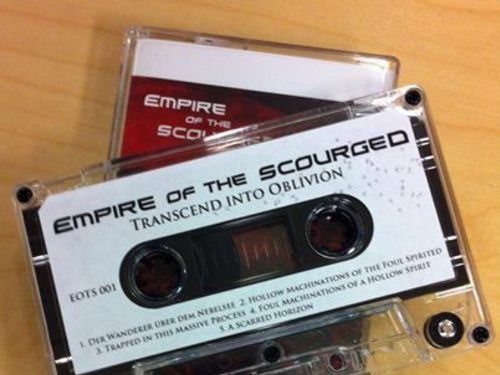 EMPIRE
OF THE
EMPIRE OF THE SCOURGED
TRANSCEND INTO OBLIVION
EOTS 001
1. DER WANDERER ÜBER DEM NEBELSEE 2. HOLLOW MACHINATIONS OF THE FOUL SPIRITED
3. TRAPPED IN THIS MASSIVE PROCESS 4. FOUL MACHINATIONS OF A HOLLOW SPIRIT
5. A SCARRED HORIZON